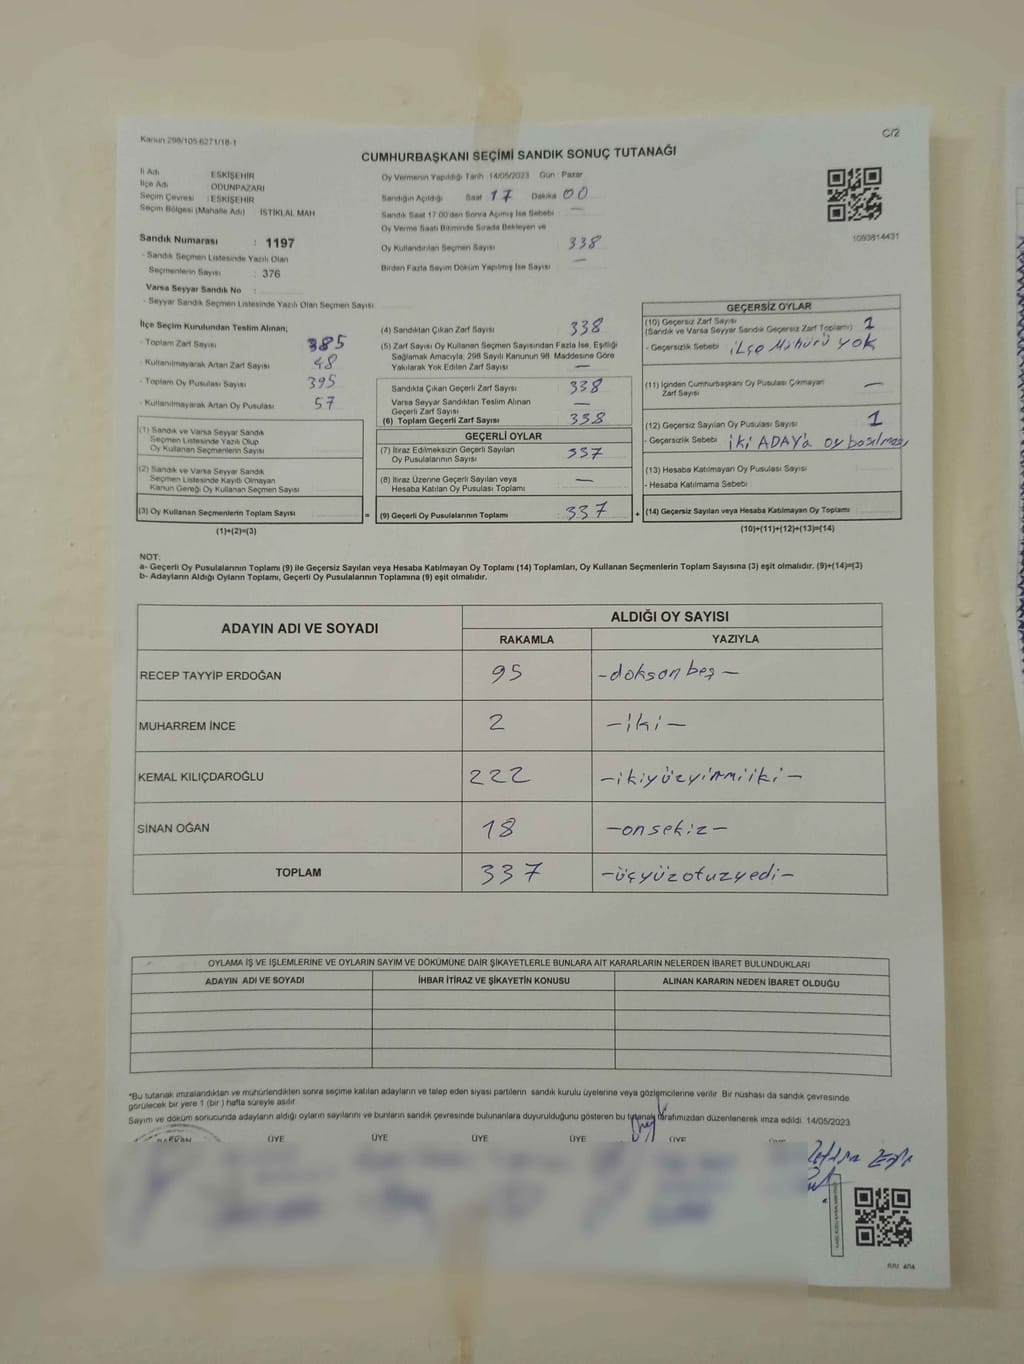 Kanun 298/105 6271/18-1
C/2
CUMHURBAŞKANI SEÇİMİ SANDIK SONUÇ TUTANAĞI
İl Adı ESKİŞEHİR
İlçe Adı ODUNPAZARI
Seçim Çevresi : ESKİŞEHİR
Seçim Bölgesi (Mahalle Adı) İSTİKLAL MAH
Sandık Numarası : 1197
- Sandık Seçmen Listesinde Yazılı Olan
Seçmenlerin Sayısı : 376
Varsa Seyyar Sandık No :
- Seyyar Sandık Seçmen Listesinde Yazılı Olan Seçmen Sayısı
Oy Vermenin Yapıldığı Tarih 14/05/2023 Gün Pazar
Sandığın Açıldığı Saat 17 Dakika 00
Sandık Saat 17.00'den Sonra Açılmış İse Sebebi : —
Oy Verme Saati Bitiminde Sırada Bekleyen ve
Oy Kullandırılan Seçmen Sayısı 338
Birden Fazla Sayım Döküm Yapılmış İse Sayısı —
1093814431
İlçe Seçim Kurulundan Teslim Alınan;
- Toplam Zarf Sayısı 385
- Kullanılmayarak Artan Zarf Sayısı 48
- Toplam Oy Pusulası Sayısı 395
- Kullanılmayarak Artan Oy Pusulası 57
(1) Sandık ve Varsa Seyyar Sandık
Seçmen Listesinde Yazılı Olup
Oy Kullanan Seçmenlerin Sayısı
(2) Sandık ve Varsa Seyyar Sandık
Seçmen Listesinde Kayıtlı Olmayan
Kanun Gereği Oy Kullanan Seçmen Sayısı
(3) Oy Kullanan Seçmenlerin Toplam Sayısı
(1)+(2)=(3)
=
(4) Sandıktan Çıkan Zarf Sayısı 338
(5) Zarf Sayısı Oy Kullanan Seçmen Sayısından Fazla İse, Eşitliği
Sağlamak Amacıyla, 298 Sayılı Kanunun 98. Maddesine Göre
Yakılarak Yok Edilen Zarf Sayısı —
Sandıkta Çıkan Geçerli Zarf Sayısı 338
Varsa Seyyar Sandıktan Teslim Alınan
Geçerli Zarf Sayısı —
(6) Toplam Geçerli Zarf Sayısı 338
GEÇERLİ OYLAR
(7) İtiraz Edilmeksizin Geçerli Sayılan
Oy Pusulalarının Sayısı : 337
(8) İtiraz Üzerine Geçerli Sayılan veya
Hesaba Katılan Oy Pusulası Toplamı —
(9) Geçerli Oy Pusulalarının Toplamı : 337
+
GEÇERSİZ OYLAR
(10) Geçersiz Zarf Sayısı
(Sandık ve Varsa Seyyar Sandık Geçersiz Zarf Toplamı) 1
- Geçersizlik Sebebi : ilçe Mühürü yok
(11) İçinden Cumhurbaşkanı Oy Pusulası Çıkmayan
Zarf Sayısı —
(12) Geçersiz Sayılan Oy Pusulası Sayısı 1
- Geçersizlik Sebebi iki ADAYa oy basılması
(13) Hesaba Katılmayan Oy Pusulası Sayısı
- Hesaba Katılmama Sebebi :
(14) Geçersiz Sayılan veya Hesaba Katılmayan Oy Toplamı
(10)+(11)+(12)+(13)=(14)
NOT:
a- Geçerli Oy Pusulalarının Toplamı (9) ile Geçersiz Sayılan veya Hesaba Katılmayan Oy Toplamı (14) Toplamları, Oy Kullanan Seçmenlerin Toplam Sayısına (3) eşit olmalıdır. (9)+(14)=(3)
b- Adayların Aldığı Oyların Toplamı, Geçerli Oy Pusulalarının Toplamına (9) eşit olmalıdır.
ADAYIN ADI VE SOYADI
ALDIĞI OY SAYISI
RAKAMLA YAZIYLA
RECEP TAYYİP ERDOĞAN 95 -doksan beş-
MUHARREM İNCE 2 -iki-
KEMAL KILIÇDAROĞLU 222 -ikiyüzyirmiiki-
SİNAN OĞAN 18 -onsekiz-
TOPLAM 337 -üçyüzotuzyedi-
OYLAMA İŞ VE İŞLEMLERİNE VE OYLARIN SAYIM VE DÖKÜMÜNE DAİR ŞİKAYETLERLE BUNLARA AİT KARARLARIN NELERDEN İBARET BULUNDUKLARI
ADAYIN ADI VE SOYADI İHBAR İTİRAZ VE ŞİKAYETİN KONUSU ALINAN KARARIN NEDEN İBARET OLDUĞU
*Bu tutanak imzalandıktan ve mühürlendikten sonra seçime katılan adayların ve talep eden siyasi partilerin sandık kurulu üyelerine veya gözlemcilerine verilir. Bir nüshası da sandık çevresinde
görülecek bir yere 1 (bir) hafta süreyle asılır.
Sayım ve döküm sonucunda adayların aldığı oyların sayılarını ve bunların sandık çevresinde bulunanlara duyurulduğunu gösteren bu tutanak tarafımızdan düzenlenerek imza edildi. 14/05/2023
BAŞKAN ÜYE ÜYE ÜYE ÜYE ÜYE